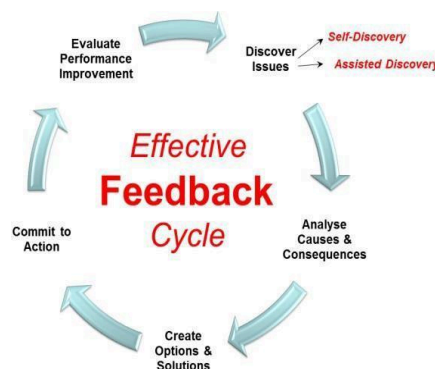 Evaluate
Performance
Improvement
Discover
Issues
Self-Discovery
Assisted Discovery
Effective
Feedback
Cycle
Commit to
Action
Analyse
Causes &
Consequences
Create
Options &
Solutions